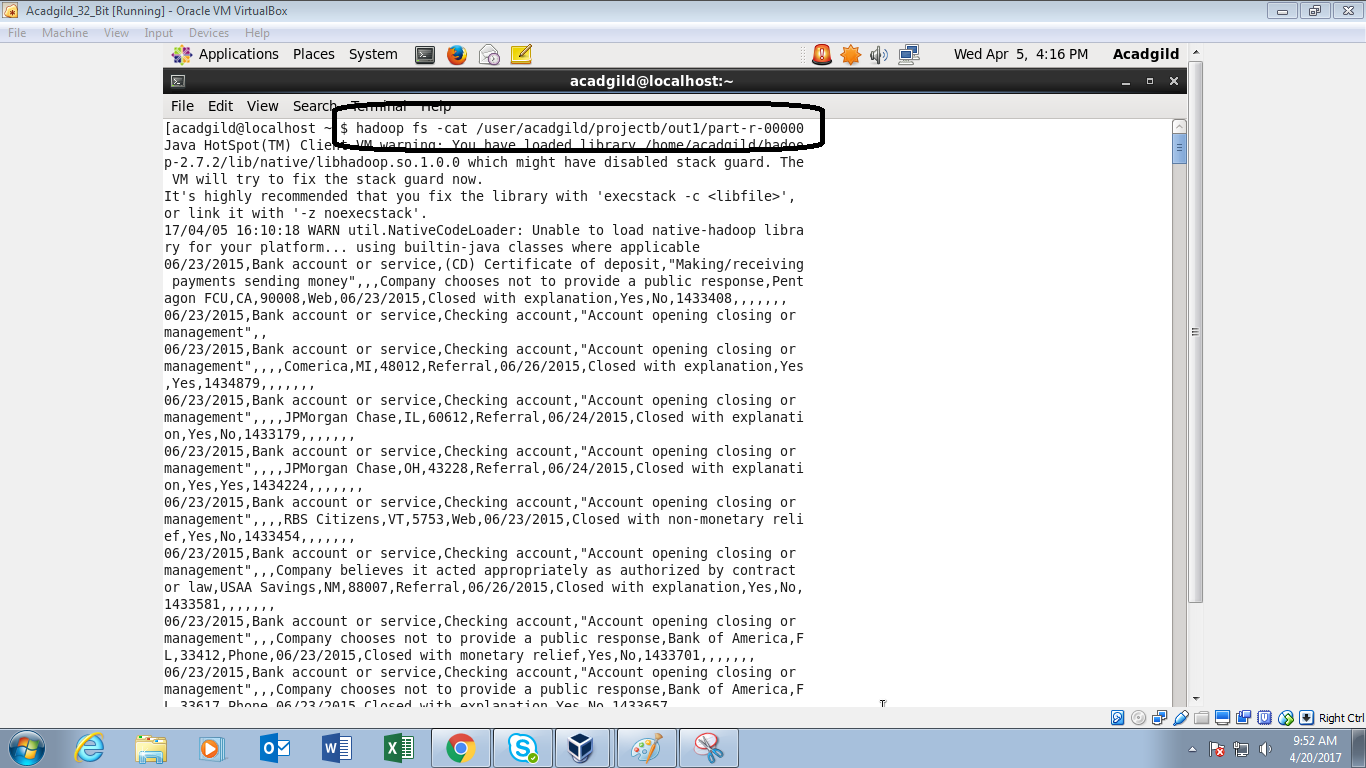 Acadgild_32_Bit [Running] - Oracle VM VirtualBox
File Machine View Input Devices Help
Applications Places System Wed Apr 5, 4:16 PM Acadgild
acadgild@localhost:~
File Edit View Search Terminal Help
[acadgild@localhost ~ $ hadoop fs -cat /user/acadgild/projectb/out1/part-r-00000
Java HotSpot(TM) Client VM warning: You have loaded library /home/acadgild/hadoo
p-2.7.2/lib/native/libhadoop.so.1.0.0 which might have disabled stack guard. The
 VM will try to fix the stack guard now.
It's highly recommended that you fix the library with 'execstack -c <libfile>',
or link it with '-z noexecstack'.
17/04/05 16:10:18 WARN util.NativeCodeLoader: Unable to load native-hadoop libra
ry for your platform... using builtin-java classes where applicable
06/23/2015,Bank account or service,(CD) Certificate of deposit,"Making/receiving
 payments sending money",,,Company chooses not to provide a public response,Pent
agon FCU,CA,90008,Web,06/23/2015,Closed with explanation,Yes,No,1433408,,,,,,,
06/23/2015,Bank account or service,Checking account,"Account opening closing or
management",,
06/23/2015,Bank account or service,Checking account,"Account opening closing or
management",,,,Comerica,MI,48012,Referral,06/26/2015,Closed with explanation,Yes
,Yes,1434879,,,,,,,
06/23/2015,Bank account or service,Checking account,"Account opening closing or
management",,,,JPMorgan Chase,IL,60612,Referral,06/24/2015,Closed with explanati
on,Yes,No,1433179,,,,,,,
06/23/2015,Bank account or service,Checking account,"Account opening closing or
management",,,,JPMorgan Chase,OH,43228,Referral,06/24/2015,Closed with explanati
on,Yes,Yes,1434224,,,,,,,
06/23/2015,Bank account or service,Checking account,"Account opening closing or
management",,,,RBS Citizens,VT,5753,Web,06/23/2015,Closed with non-monetary reli
ef,Yes,No,1433454,,,,,,,
06/23/2015,Bank account or service,Checking account,"Account opening closing or
management",,,Company believes it acted appropriately as authorized by contract
or law,USAA Savings,NM,88007,Referral,06/26/2015,Closed with explanation,Yes,No,
1433581,,,,,,,
06/23/2015,Bank account or service,Checking account,"Account opening closing or
management",,,Company chooses not to provide a public response,Bank of America,F
L,33412,Phone,06/23/2015,Closed with monetary relief,Yes,No,1433701,,,,,,,
06/23/2015,Bank account or service,Checking account,"Account opening closing or
management",,,Company chooses not to provide a public response,Bank of America,F
L,33617,Phone,06/23/2015,Closed with explanation,Yes,No,1433657,,,,,,,
Right Ctrl
9:52 AM
4/20/2017